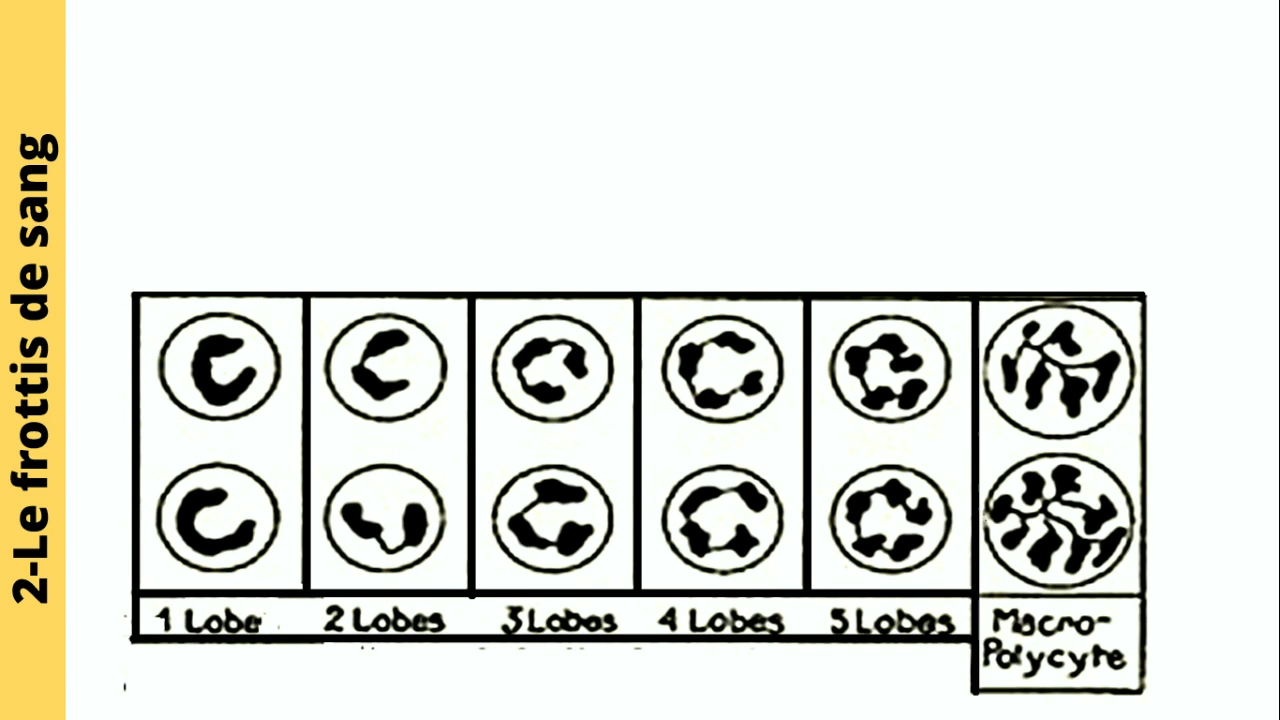 2-Le frottis de sang
1 Lobe
2 Lobes
3 Lobes
4 Lobes
5 Lobes
Macro-
Polycyte